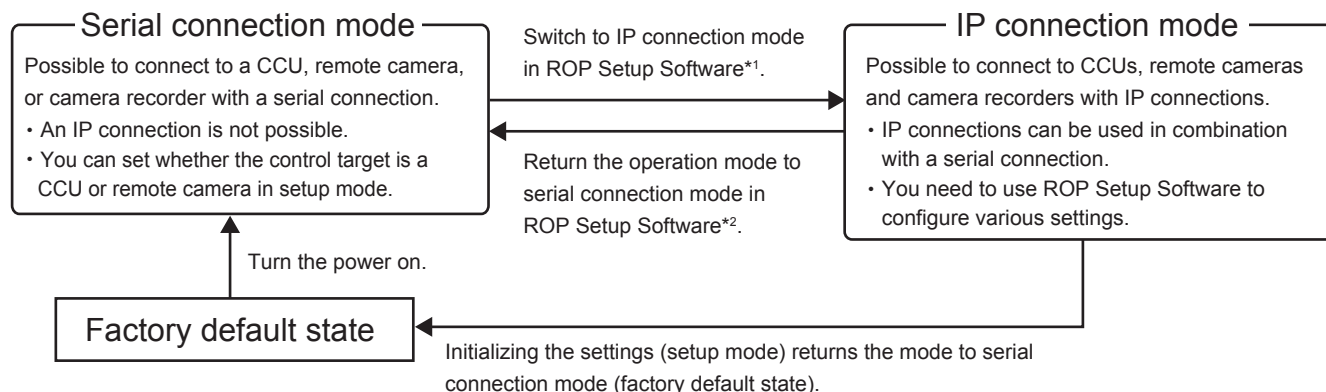 Serial connection mode
Possible to connect to a CCU, remote camera,
or camera recorder with a serial connection.
・An IP connection is not possible.
・You can set whether the control target is a
CCU or remote camera in setup mode.
Switch to IP connection mode
in ROP Setup Software*1.
Return the operation mode to
serial connection mode in
ROP Setup Software*2.
IP connection mode
Possible to connect to CCUs, remote cameras
and camera recorders with IP connections.
・IP connections can be used in combination
with a serial connection.
・You need to use ROP Setup Software to
configure various settings.
Turn the power on.
Factory default state
Initializing the settings (setup mode) returns the mode to serial
connection mode (factory default state).